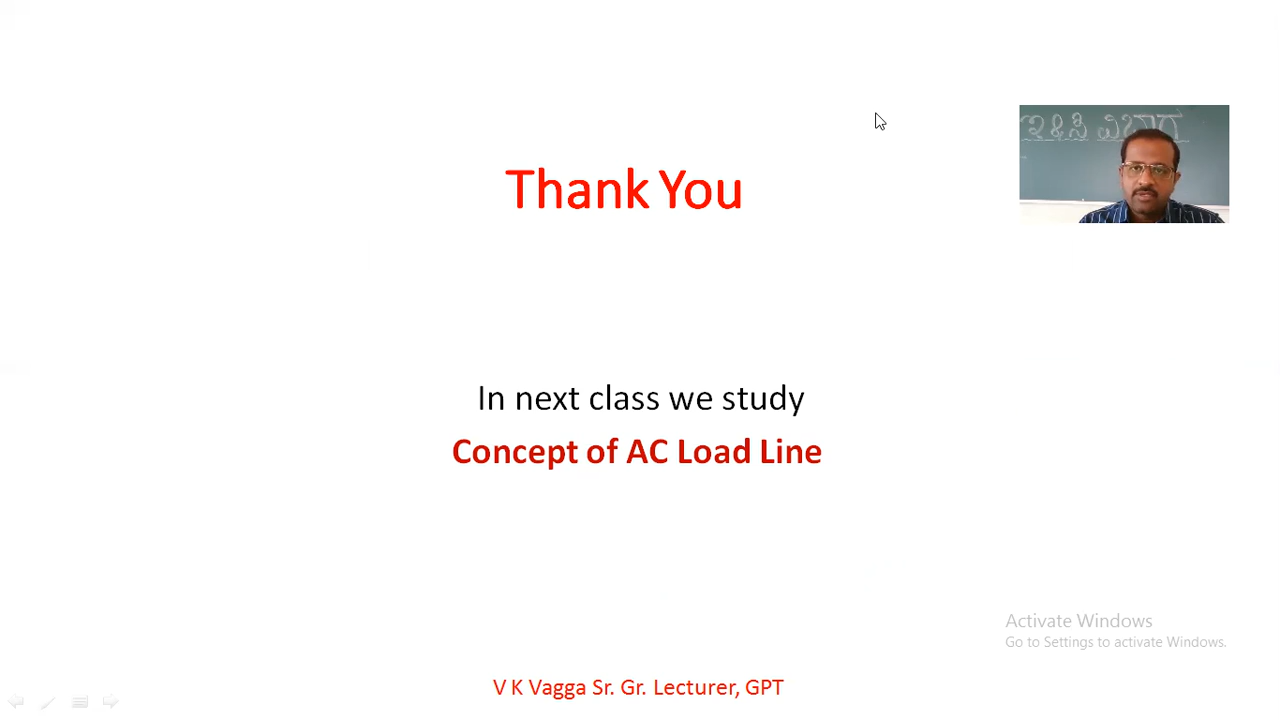 ಇ & ಸಿ ವಿಭಾಗ
Thank You
In next class we study
Concept of AC Load Line
Activate Windows
Go to Settings to activate Windows.
V K Vagga Sr. Gr. Lecturer, GPT